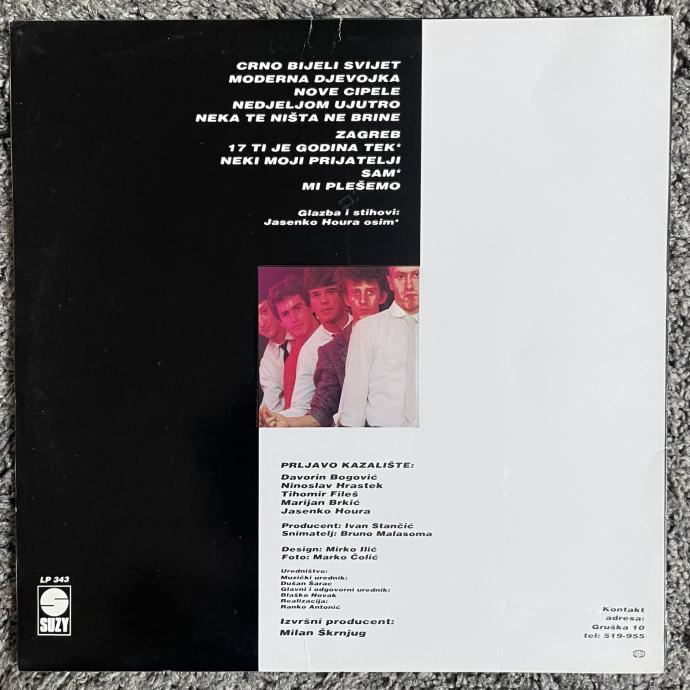 CRNO BIJELI SVIJET
MODERNA DJEVOJKA
NOVE CIPELE
NEDJELJOM UJUTRO
NEKA TE NIŠTA NE BRINE
ZAGREB
17 TI JE GODINA TEK*
NEKI MOJI PRIJATELJI
SAM*
MI PLEŠEMO
Glazba i stihovi:
Jasenko Houra osim*
PRLJAVO KAZALIŠTE:
Davorin Bogović
Ninoslav Hrastek
Tihomir Fileš
Marijan Brkić
Jasenko Houra
Producent: Ivan Stančić
Snimatelj: Bruno Malasoma
Design: Mirko Ilić
Foto: Marko Čolić
Uredništvo:
Muzički urednik:
Dušan Šarac
Glavni i odgovorni urednik:
Blaško Novak
Realizacija:
Ranko Antonić
Izvršni producent:
Milan Škrnjug
LP 343
SUZY
Kontakt
adresa:
Gruška 10
tel: 519-955